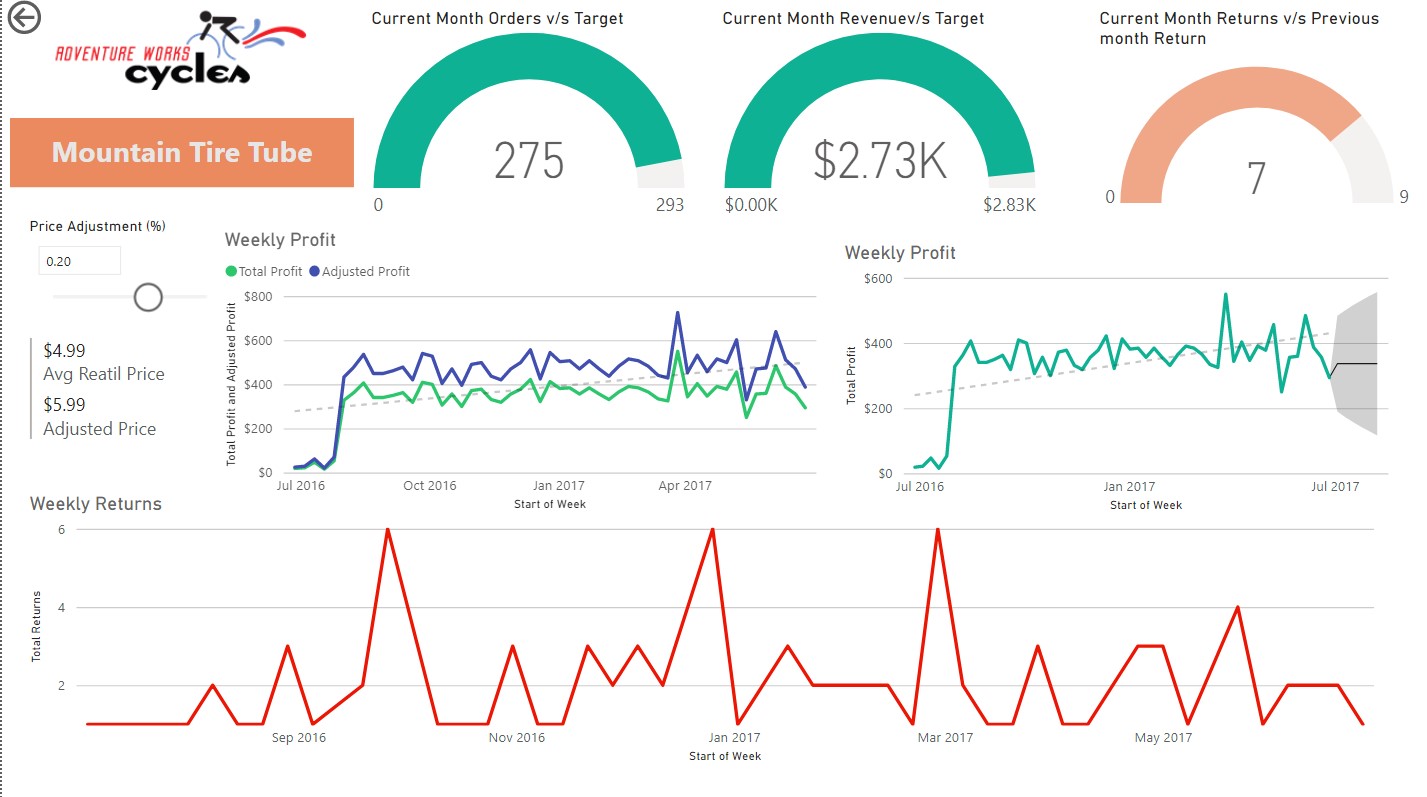 ADVENTURE WORKS
cycles
Mountain Tire Tube
Current Month Orders v/s Target
275
0
293
Current Month Revenuev/s Target
$2.73K
$0.00K
$2.83K
Current Month Returns v/s Previous
month Return
7
0
9
Price Adjustment (%)
0.20
$4.99
Avg Reatil Price
$5.99
Adjusted Price
Weekly Profit
Total Profit
Adjusted Profit
Total Profit and Adjusted Profit
$800
$600
$400
$200
$0
Jul 2016
Oct 2016
Jan 2017
Apr 2017
Start of Week
Weekly Profit
Total Profit
$600
$400
$200
$0
Jul 2016
Jan 2017
Jul 2017
Start of Week
Weekly Returns
Total Returns
6
4
2
Sep 2016
Nov 2016
Jan 2017
Mar 2017
May 2017
Start of Week